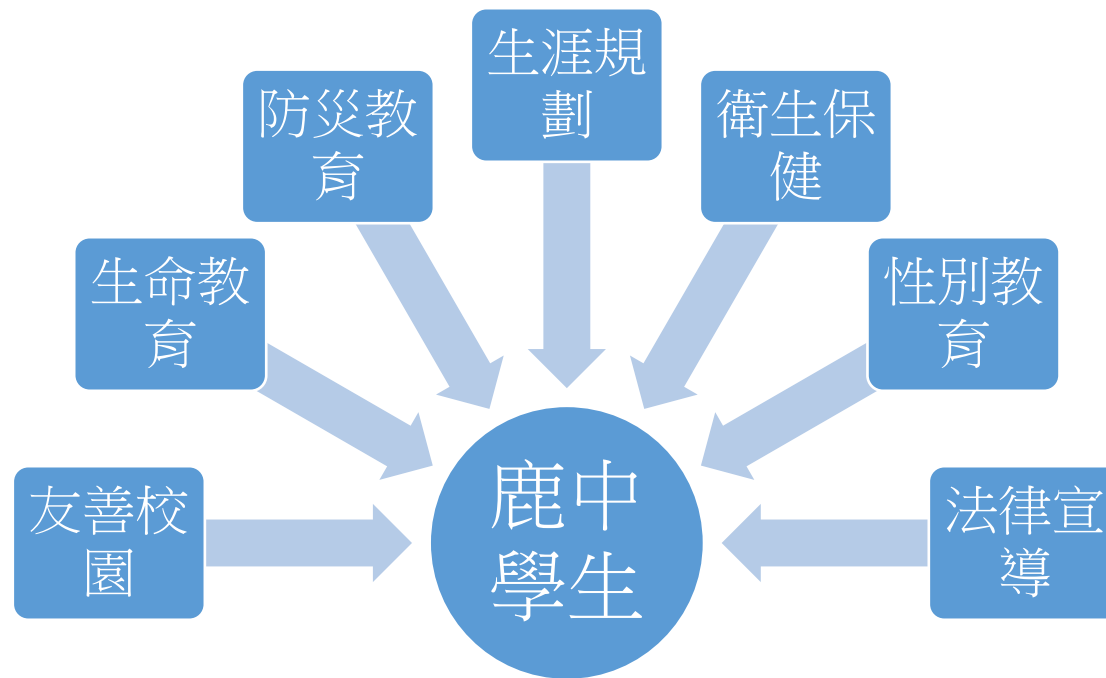 生涯規
劃
防災教
育
衛生保
健
生命教
育
性別教
育
友善校
園
法律宣
導
鹿中
學生